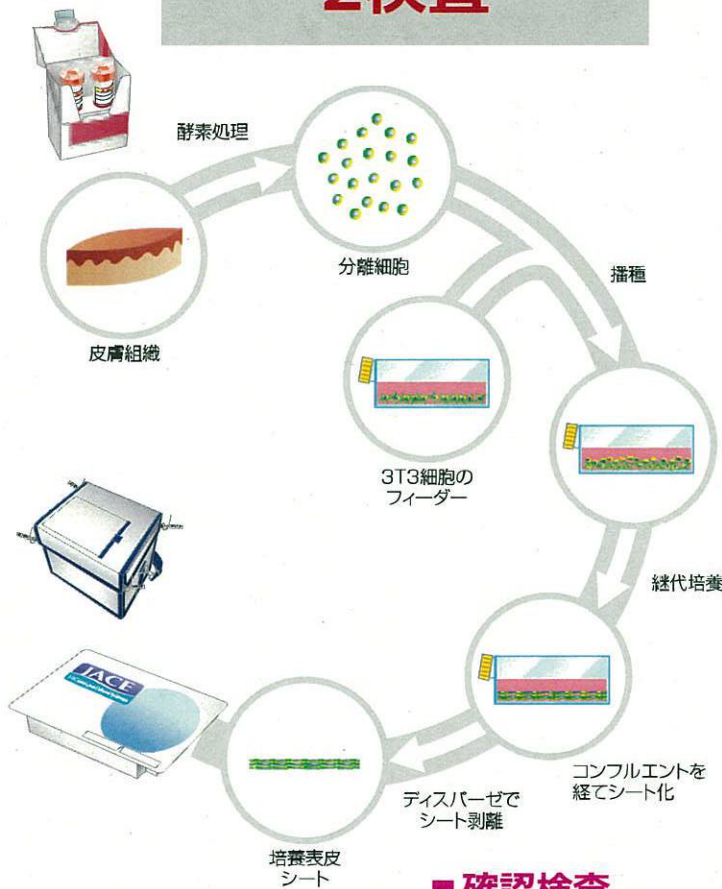 2検査
酵素処理
分離細胞
播種
皮膚組織
3T3細胞の
フィーダー
継代培養
JACE
コンフルエントを
経てシート化
ディスパーゼで
シート剥離
培養表皮
シート
■確認検査